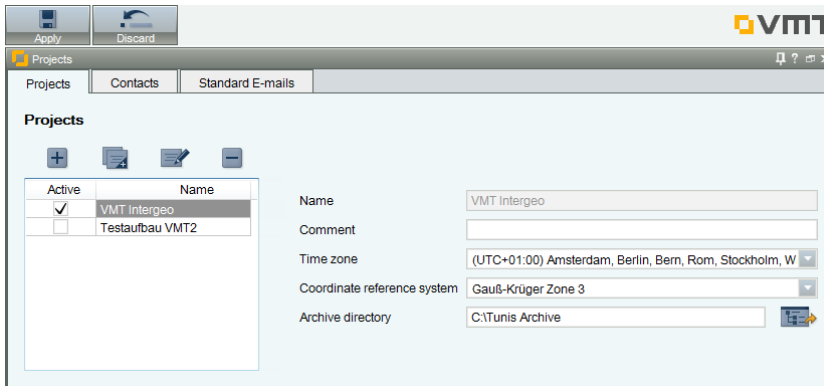 Apply Discard
VMT
Projects ?
Projects Contacts Standard E-mails
Projects
Active Name
VMT Intergeo
Testaufbau VMT2
Name VMT Intergeo
Comment
Time zone (UTC+01:00) Amsterdam, Berlin, Bern, Rom, Stockholm, W
Coordinate reference system Gauß-Krüger Zone 3
Archive directory C:\Tunis Archive